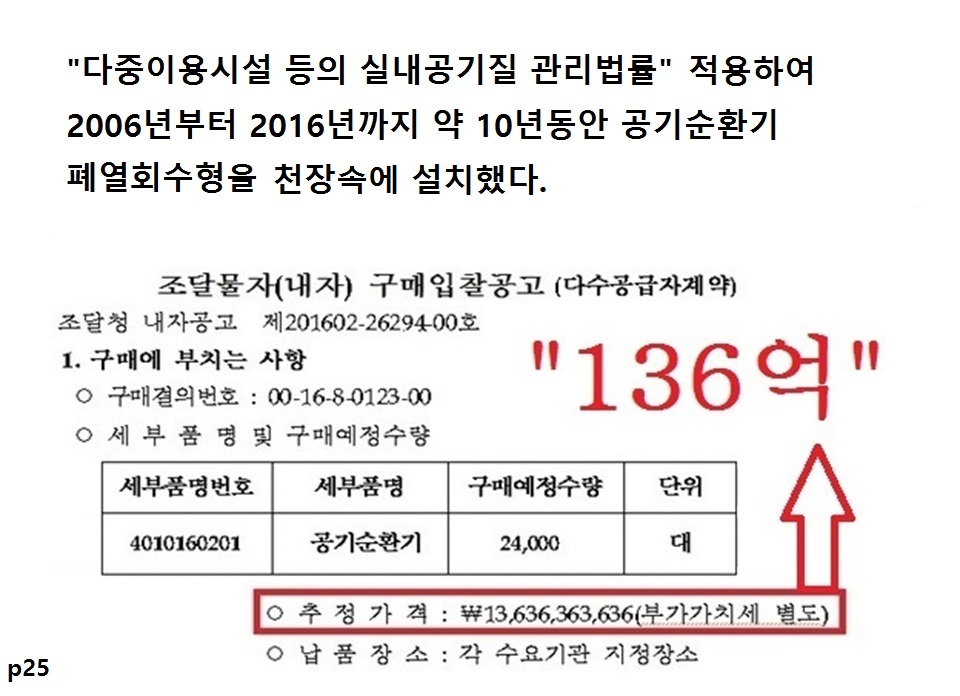 "다중이용시설 등의 실내공기질 관리법률" 적용하여
2006년부터 2016년까지 약 10년동안 공기순환기
폐열회수형을 천장속에 설치했다.
조달물자(내자) 구매입찰공고 (다수공급자계약)
조달청 내자공고 제201602-26294-00호
"136억"
1. 구매에 부치는 사항
○ 구매결의번호 : 00-16-8-0123-00
○ 세 부 품 명 및 구매예정수량
세부품명번호 세부품명 구매예정수량 단위
4010160201 공기순환기 24,000 대
○ 추 정 가 격 : ₩13,636,363,636(부가가치세 별도)
○ 납 품 장 소 : 각 수요기관 지정장소
p25